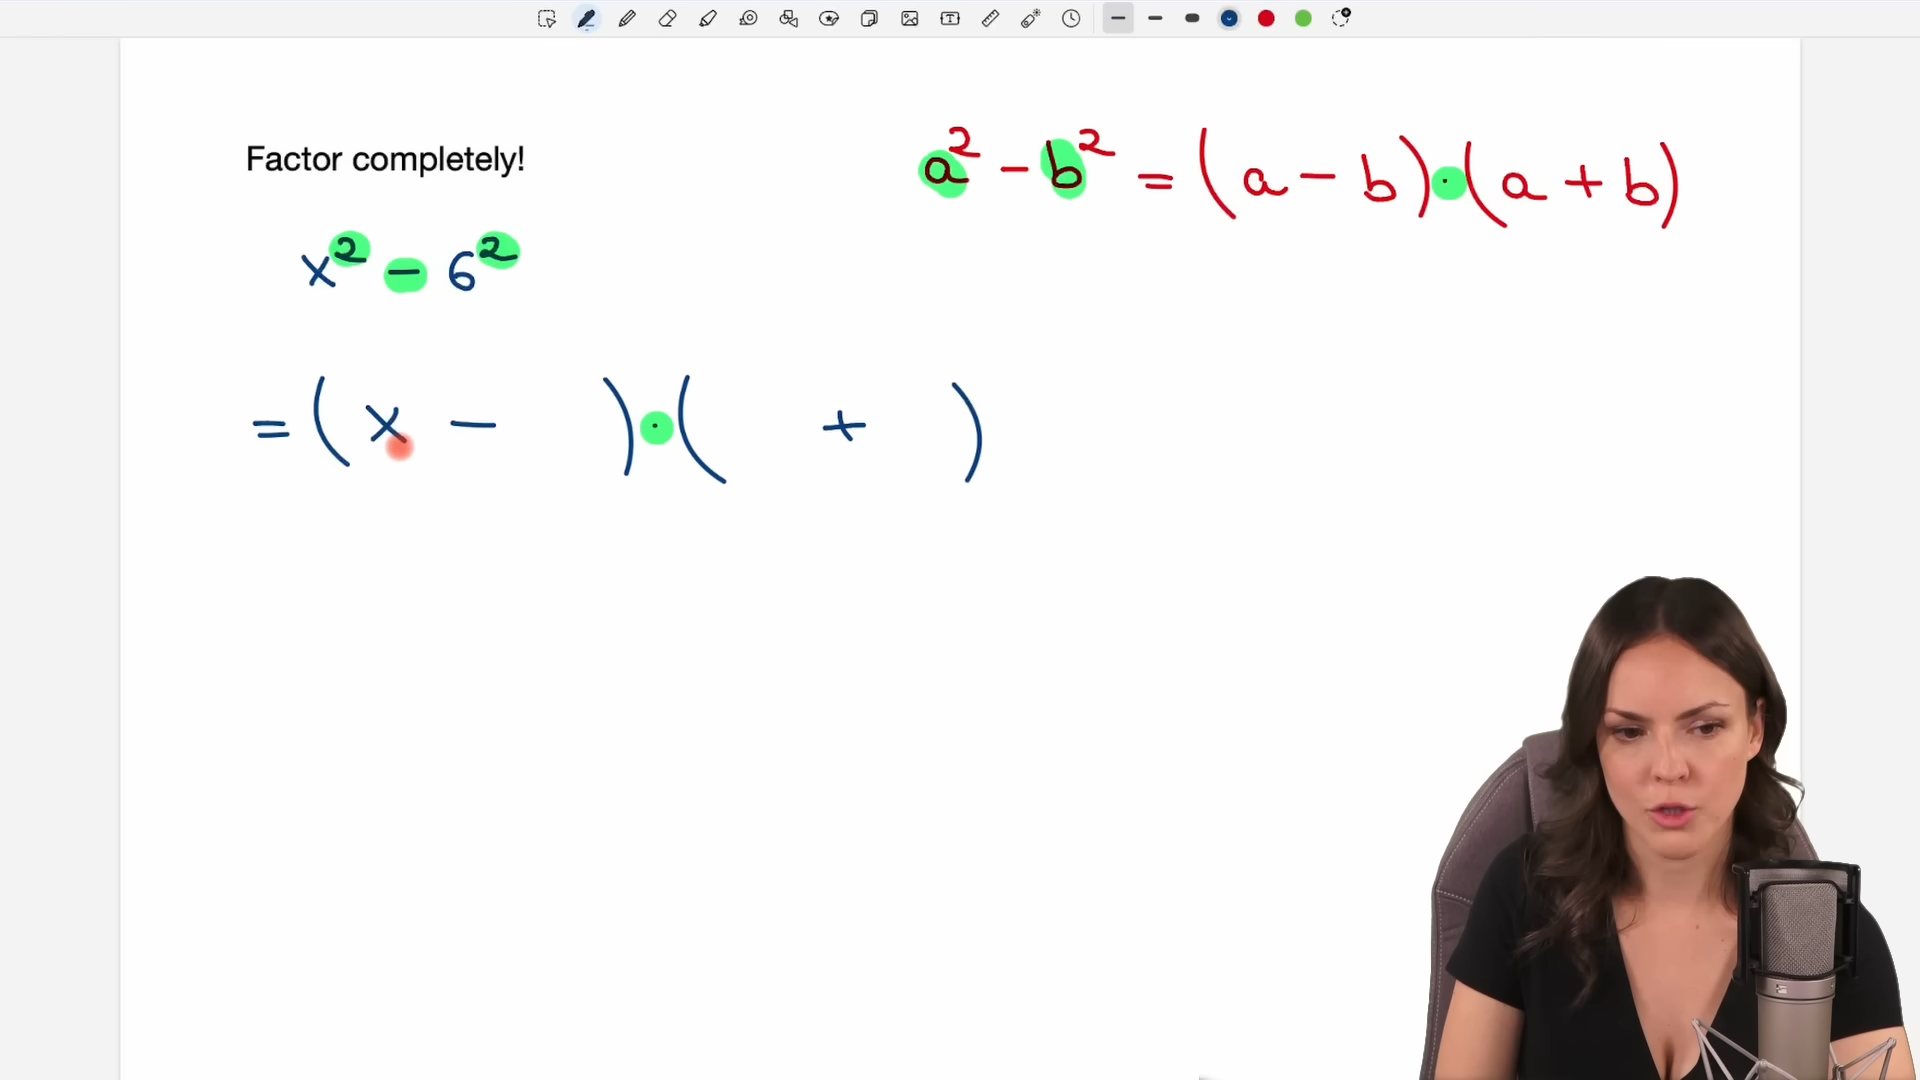 Factor completely!
a² - b² = (a - b)·(a + b)
x² - 6²
= ( x -   )·(   +   )